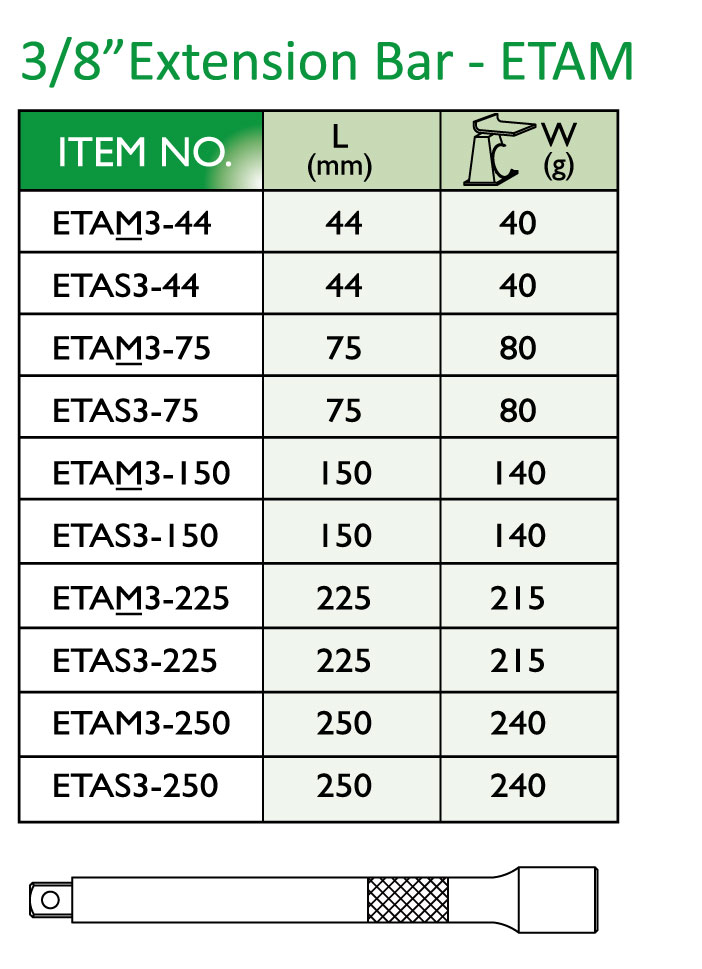 3/8”Extension Bar - ETAM
ITEM NO. L (mm) W (g)
ETAM3-44 44 40
ETAS3-44 44 40
ETAM3-75 75 80
ETAS3-75 75 80
ETAM3-150 150 140
ETAS3-150 150 140
ETAM3-225 225 215
ETAS3-225 225 215
ETAM3-250 250 240
ETAS3-250 250 240